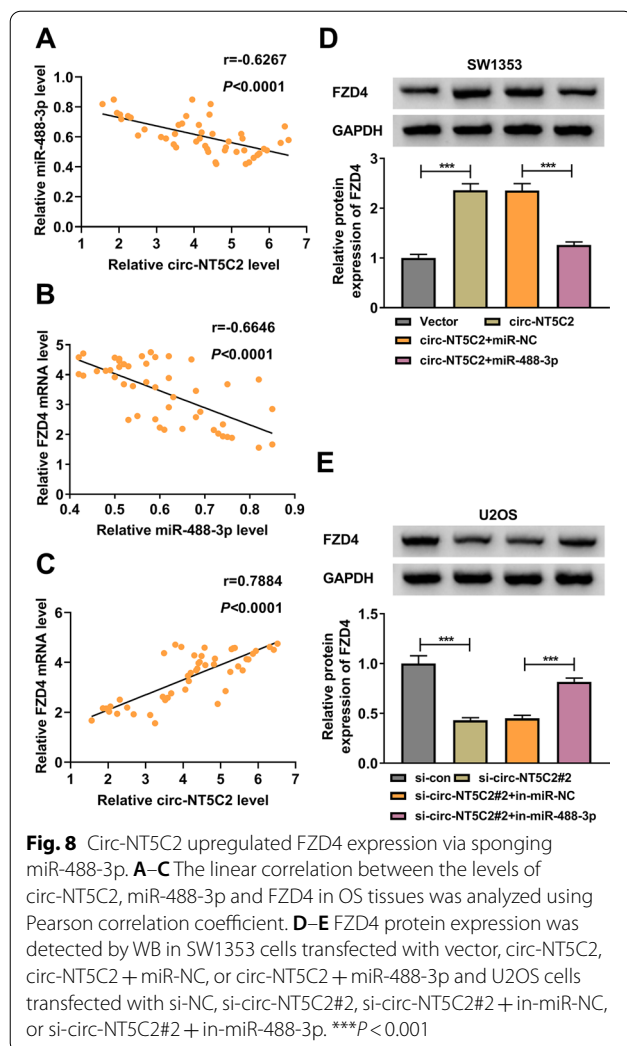 A
r=-0.6267
P<0.0001
Relative miR-488-3p level
1.0
0.8
0.6
0.4
0.2
0.0
1 2 3 4 5 6 7
Relative circ-NT5C2 level
B
r=-0.6646
P<0.0001
Relative FZD4 mRNA level
5
4
3
2
1
0
0.4 0.5 0.6 0.7 0.8 0.9
Relative miR-488-3p level
C
r=0.7884
P<0.0001
Relative FZD4 mRNA level
6
4
2
0
1 2 3 4 5 6 7
Relative circ-NT5C2 level
D
SW1353
FZD4
GAPDH
Relative protein
expression of FZD4
3
2
1
0
***
***
Vector circ-NT5C2
circ-NT5C2+miR-NC
circ-NT5C2+miR-488-3p
E
U2OS
FZD4
GAPDH
Relative protein
expression of FZD4
1.5
1.0
0.5
0.0
***
***
si-con si-circ-NT5C2#2
si-circ-NT5C2#2+in-miR-NC
si-circ-NT5C2#2+in-miR-488-3p
Fig. 8 Circ-NT5C2 upregulated FZD4 expression via sponging
miR-488-3p. A–C The linear correlation between the levels of
circ-NT5C2, miR-488-3p and FZD4 in OS tissues was analyzed using
Pearson correlation coefficient. D–E FZD4 protein expression was
detected by WB in SW1353 cells transfected with vector, circ-NT5C2,
circ-NT5C2 + miR-NC, or circ-NT5C2 + miR-488-3p and U2OS cells
transfected with si-NC, si-circ-NT5C2#2, si-circ-NT5C2#2 + in-miR-NC,
or si-circ-NT5C2#2 + in-miR-488-3p. ***P < 0.001